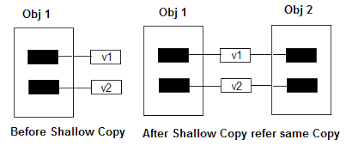 Obj 1
v1
v2
Before Shallow Copy
Obj 1
Obj 2
v1
v2
After Shallow Copy refer same Copy